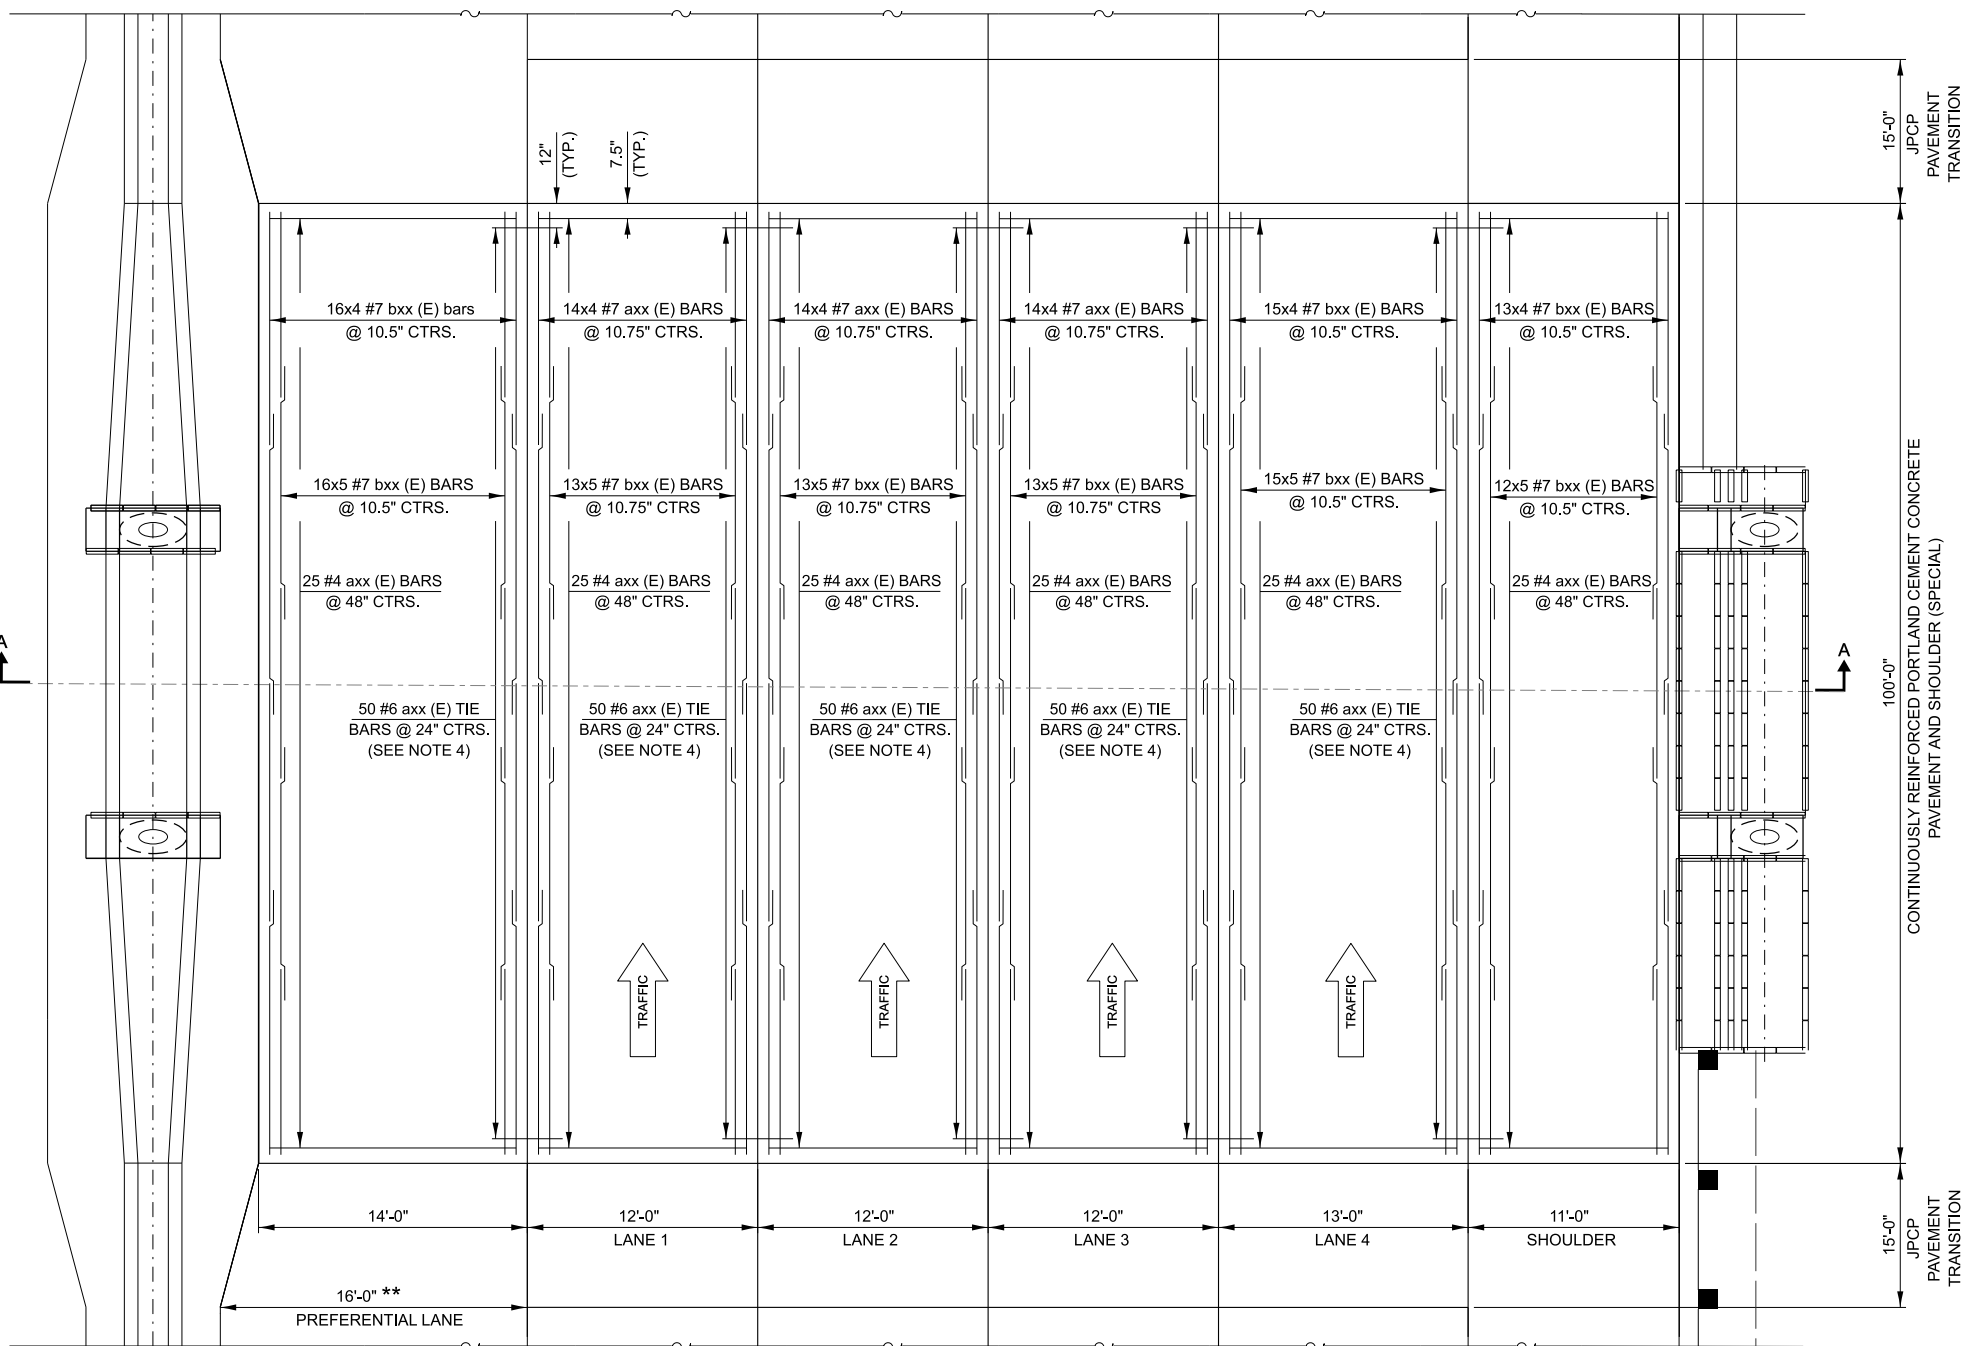 12"
(TYP.)
7.5"
(TYP.)
15'-0"
JPCP
PAVEMENT
TRANSITION
16x4 #7 bxx (E) bars
@ 10.5" CTRS.
14x4 #7 axx (E) BARS
@ 10.75" CTRS.
14x4 #7 axx (E) BARS
@ 10.75" CTRS.
14x4 #7 axx (E) BARS
@ 10.75" CTRS.
15x4 #7 bxx (E) BARS
@ 10.5" CTRS.
13x4 #7 bxx (E) BARS
@ 10.5" CTRS.
16x5 #7 bxx (E) BARS
@ 10.5" CTRS.
13x5 #7 bxx (E) BARS
@ 10.75" CTRS
13x5 #7 bxx (E) BARS
@ 10.75" CTRS
13x5 #7 bxx (E) BARS
@ 10.75" CTRS
15x5 #7 bxx (E) BARS
@ 10.5" CTRS.
12x5 #7 bxx (E) BARS
@ 10.5" CTRS.
25 #4 axx (E) BARS
@ 48" CTRS.
25 #4 axx (E) BARS
@ 48" CTRS.
25 #4 axx (E) BARS
@ 48" CTRS.
25 #4 axx (E) BARS
@ 48" CTRS.
25 #4 axx (E) BARS
@ 48" CTRS.
25 #4 axx (E) BARS
@ 48" CTRS.
A
A
100'-0"
CONTINUOUSLY REINFORCED PORTLAND CEMENT CONCRETE
PAVEMENT AND SHOULDER (SPECIAL)
50 #6 axx (E) TIE
BARS @ 24" CTRS.
(SEE NOTE 4)
50 #6 axx (E) TIE
BARS @ 24" CTRS.
(SEE NOTE 4)
50 #6 axx (E) TIE
BARS @ 24" CTRS.
(SEE NOTE 4)
50 #6 axx (E) TIE
BARS @ 24" CTRS.
(SEE NOTE 4)
50 #6 axx (E) TIE
BARS @ 24" CTRS.
(SEE NOTE 4)
TRAFFIC
TRAFFIC
TRAFFIC
TRAFFIC
14'-0"
12'-0"
LANE 1
12'-0"
LANE 2
12'-0"
LANE 3
13'-0"
LANE 4
11'-0"
SHOULDER
15'-0"
JPCP
PAVEMENT
TRANSITION
16'-0" **
PREFERENTIAL LANE